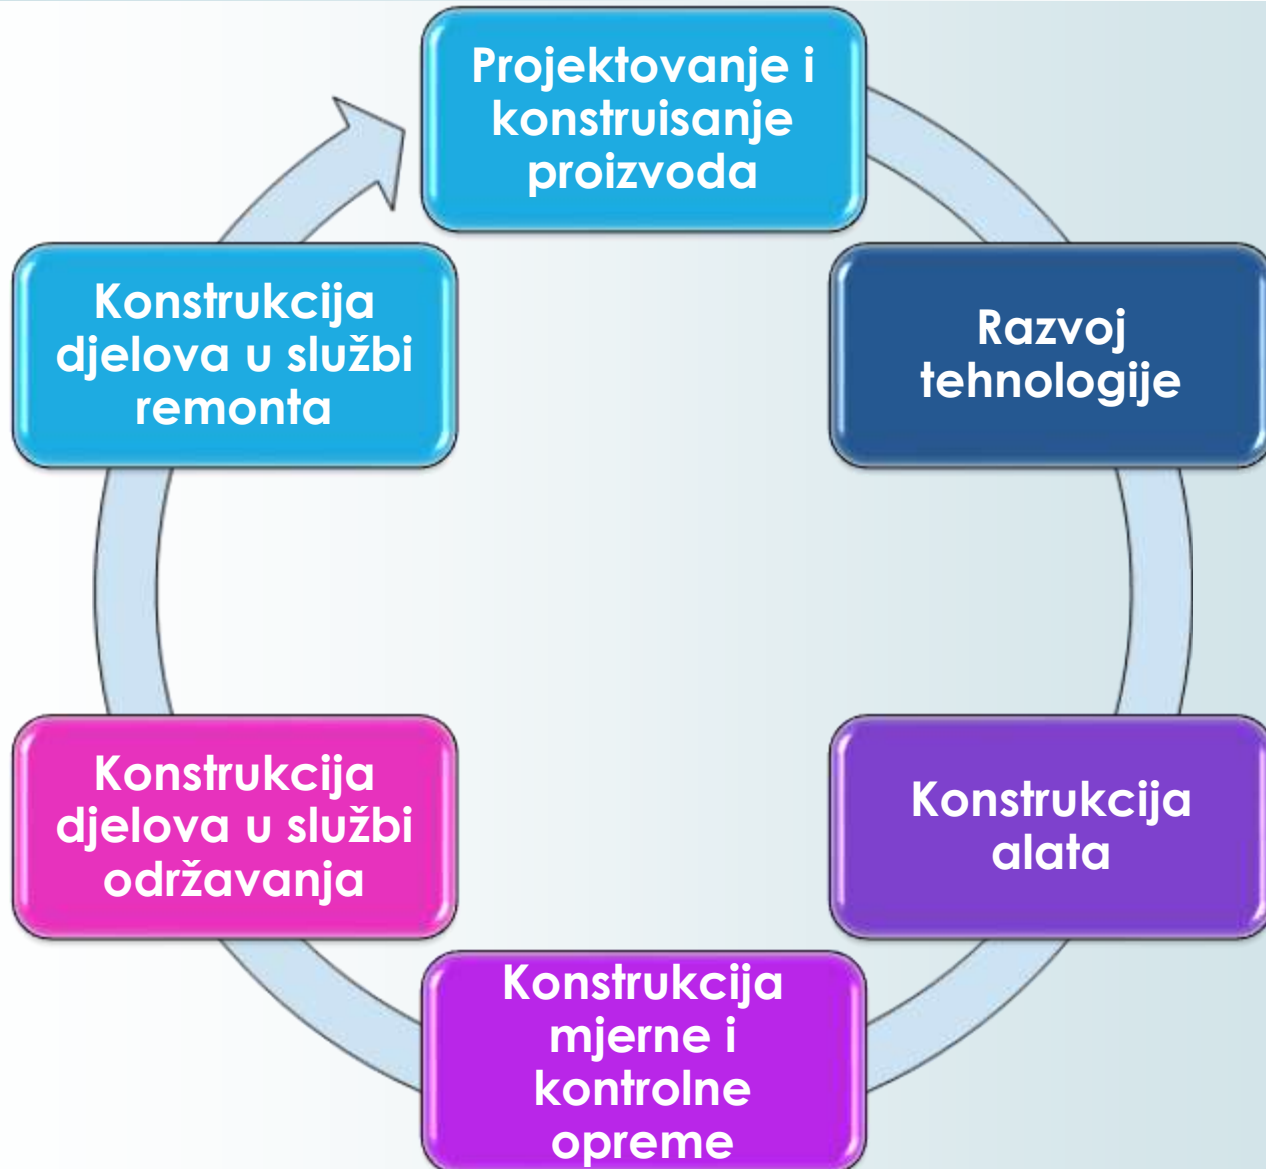 Projektovanje i
konstruisanje
proizvoda
Razvoj
tehnologije
Konstrukcija
alata
Konstrukcija
mjerne i
kontrolne
opreme
Konstrukcija
djelova u službi
održavanja
Konstrukcija
djelova u službi
remonta